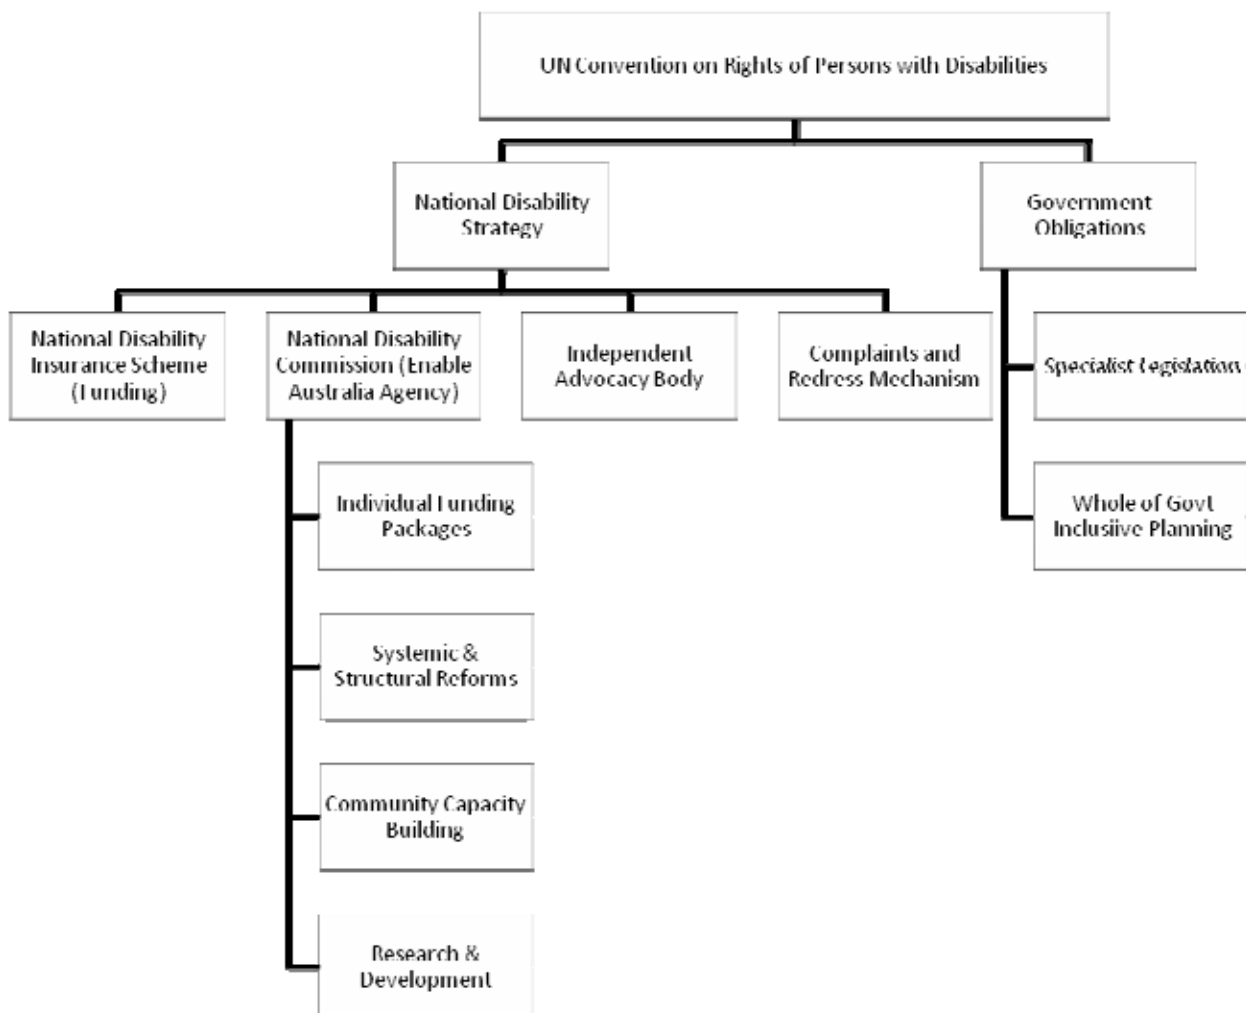 UN Convention on Rights of Persons with Disabilities
National Disability
Strategy
Government
Obligations
National Disability
Insurance Scheme
(Funding)
National Disability
Commission (Enable
Australia Agency)
Independent
Advocacy Body
Complaints and
Redress Mechanism
Specialist Legislation
Individual Funding
Packages
Whole of Govt
Inclusiive Planning
Systemic &
Structural Reforms
Community Capacity
Building
Research &
Development